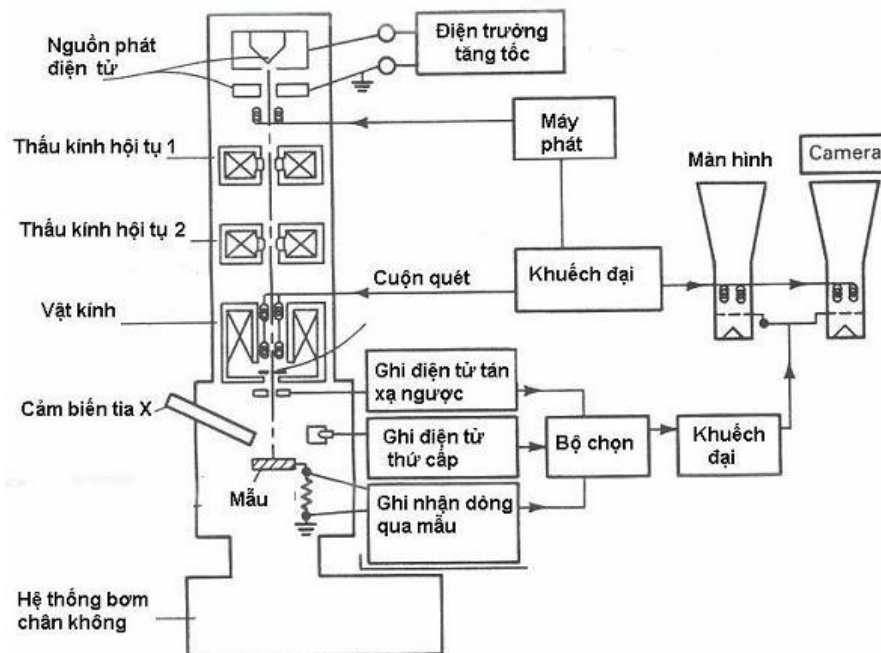 Nguồn phát
điện tử
Điện trường
tăng tốc
Máy
phát
Thấu kính hội tụ 1
Màn hình
Camera
Thấu kính hội tụ 2
Cuộn quét
Khuếch đại
Vật kính
Ghi điện tử tán
xạ ngược
Cảm biến tia X
Ghi điện tử
thứ cấp
Bộ chọn
Khuếch
đại
Mẫu
Ghi nhận dòng
qua mẫu
Hệ thống bơm
chân không